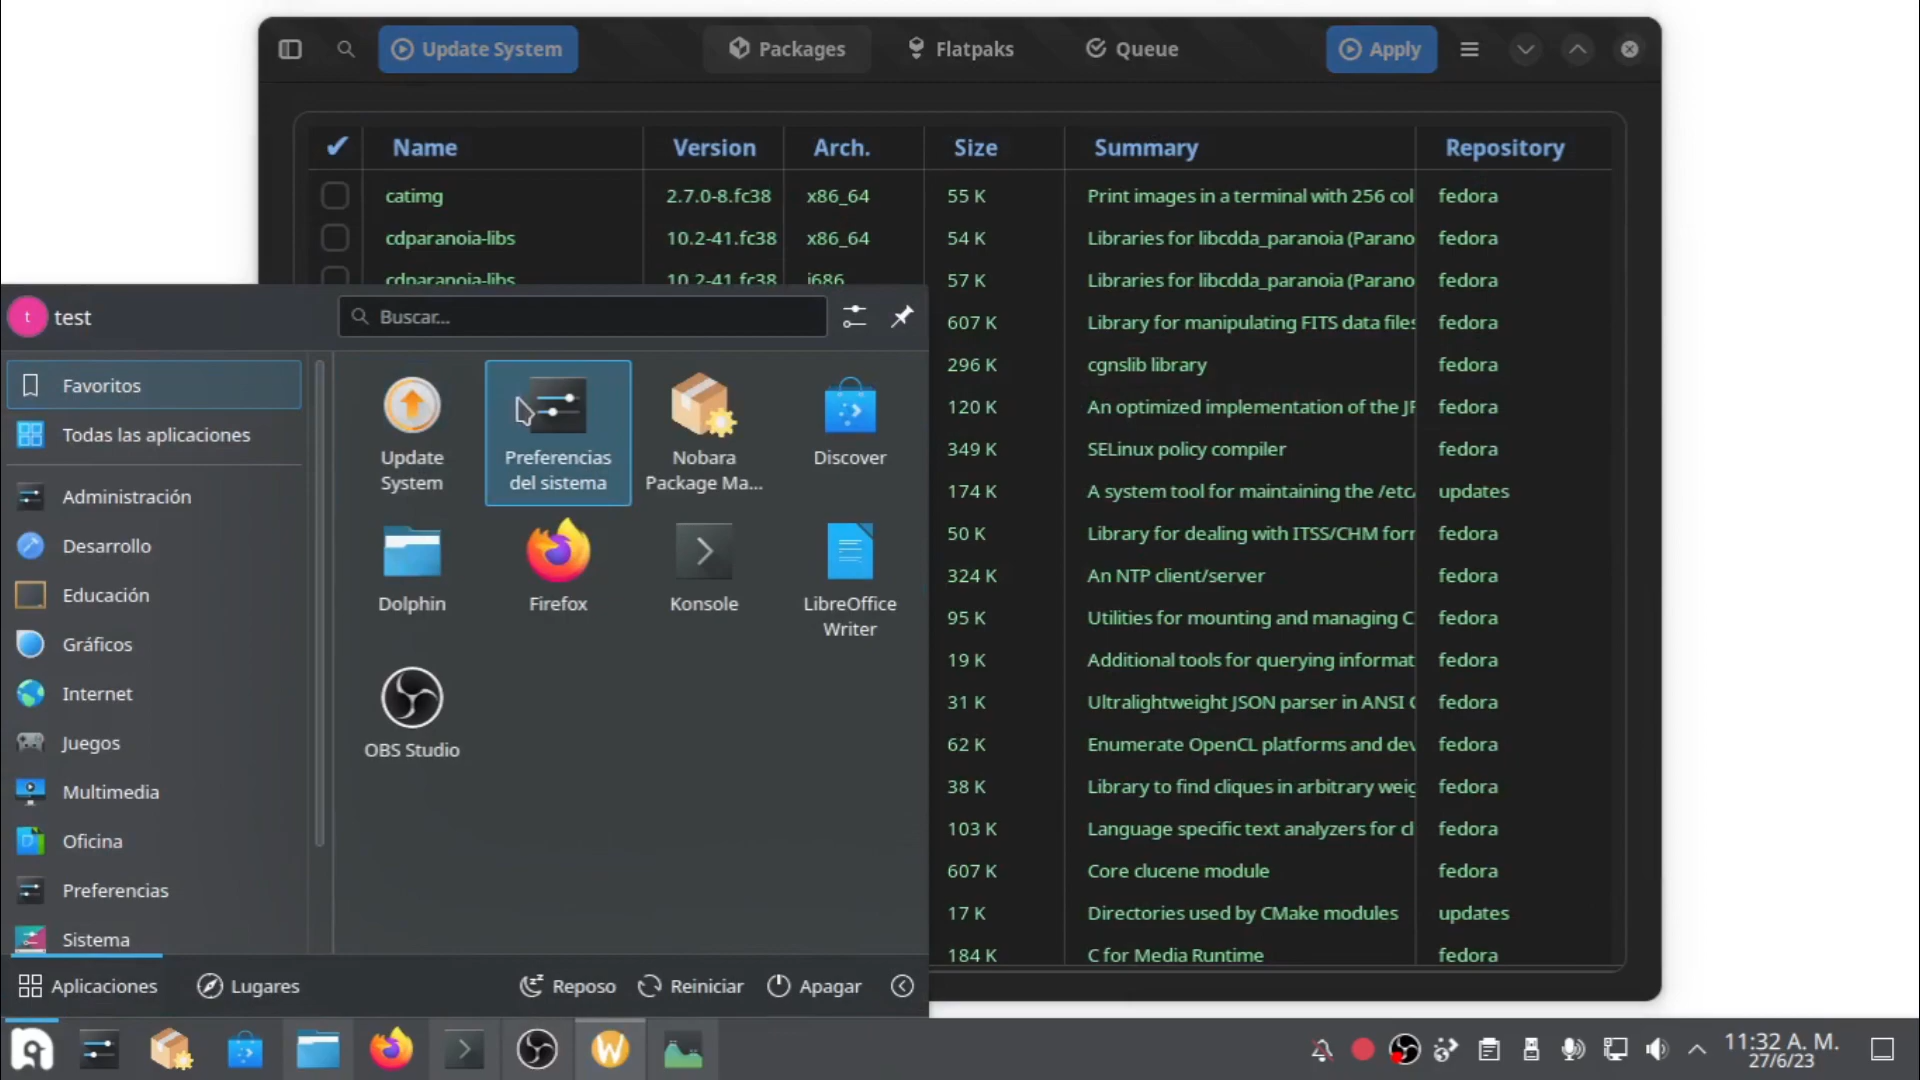 Update System
Packages
Flatpaks
Queue
Apply
✔ Name Version Arch. Size Summary Repository
catimg 2.7.0-8.fc38 x86_64 55 K Print images in a terminal with 256 col fedora
cdparanoia-libs 10.2-41.fc38 x86_64 54 K Libraries for libcdda_paranoia (Parano fedora
cdparanoia-libs 10.2-41.fc38 i686 57 K Libraries for libcdda_paranoia (Parano fedora
607 K Library for manipulating FITS data files fedora
296 K cgnslib library fedora
120 K An optimized implementation of the fedora
349 K SELinux policy compiler fedora
174 K A system tool for maintaining the /etc/ updates
50 K Library for dealing with ITSS/CHM forr fedora
324 K An NTP client/server fedora
95 K Utilities for mounting and managing C fedora
19 K Additional tools for querying informat fedora
31 K Ultralightweight JSON parser in ANSI C fedora
62 K Enumerate OpenCL platforms and dev fedora
38 K Library to find cliques in arbitrary weig fedora
103 K Language specific text analyzers for cl fedora
607 K Core clucene module fedora
17 K Directories used by CMake modules updates
184 K C for Media Runtime fedora
t test
Buscar...
Favoritos
Todas las aplicaciones
Administración
Desarrollo
Educación
Gráficos
Internet
Juegos
Multimedia
Oficina
Preferencias
Sistema
Update
System
Preferencias
del sistema
Nobara
Package Ma...
Discover
Dolphin
Firefox
Konsole
LibreOffice
Writer
OBS Studio
Aplicaciones
Lugares
Reposo
Reiniciar
Apagar
11:32 A. M.
27/6/23